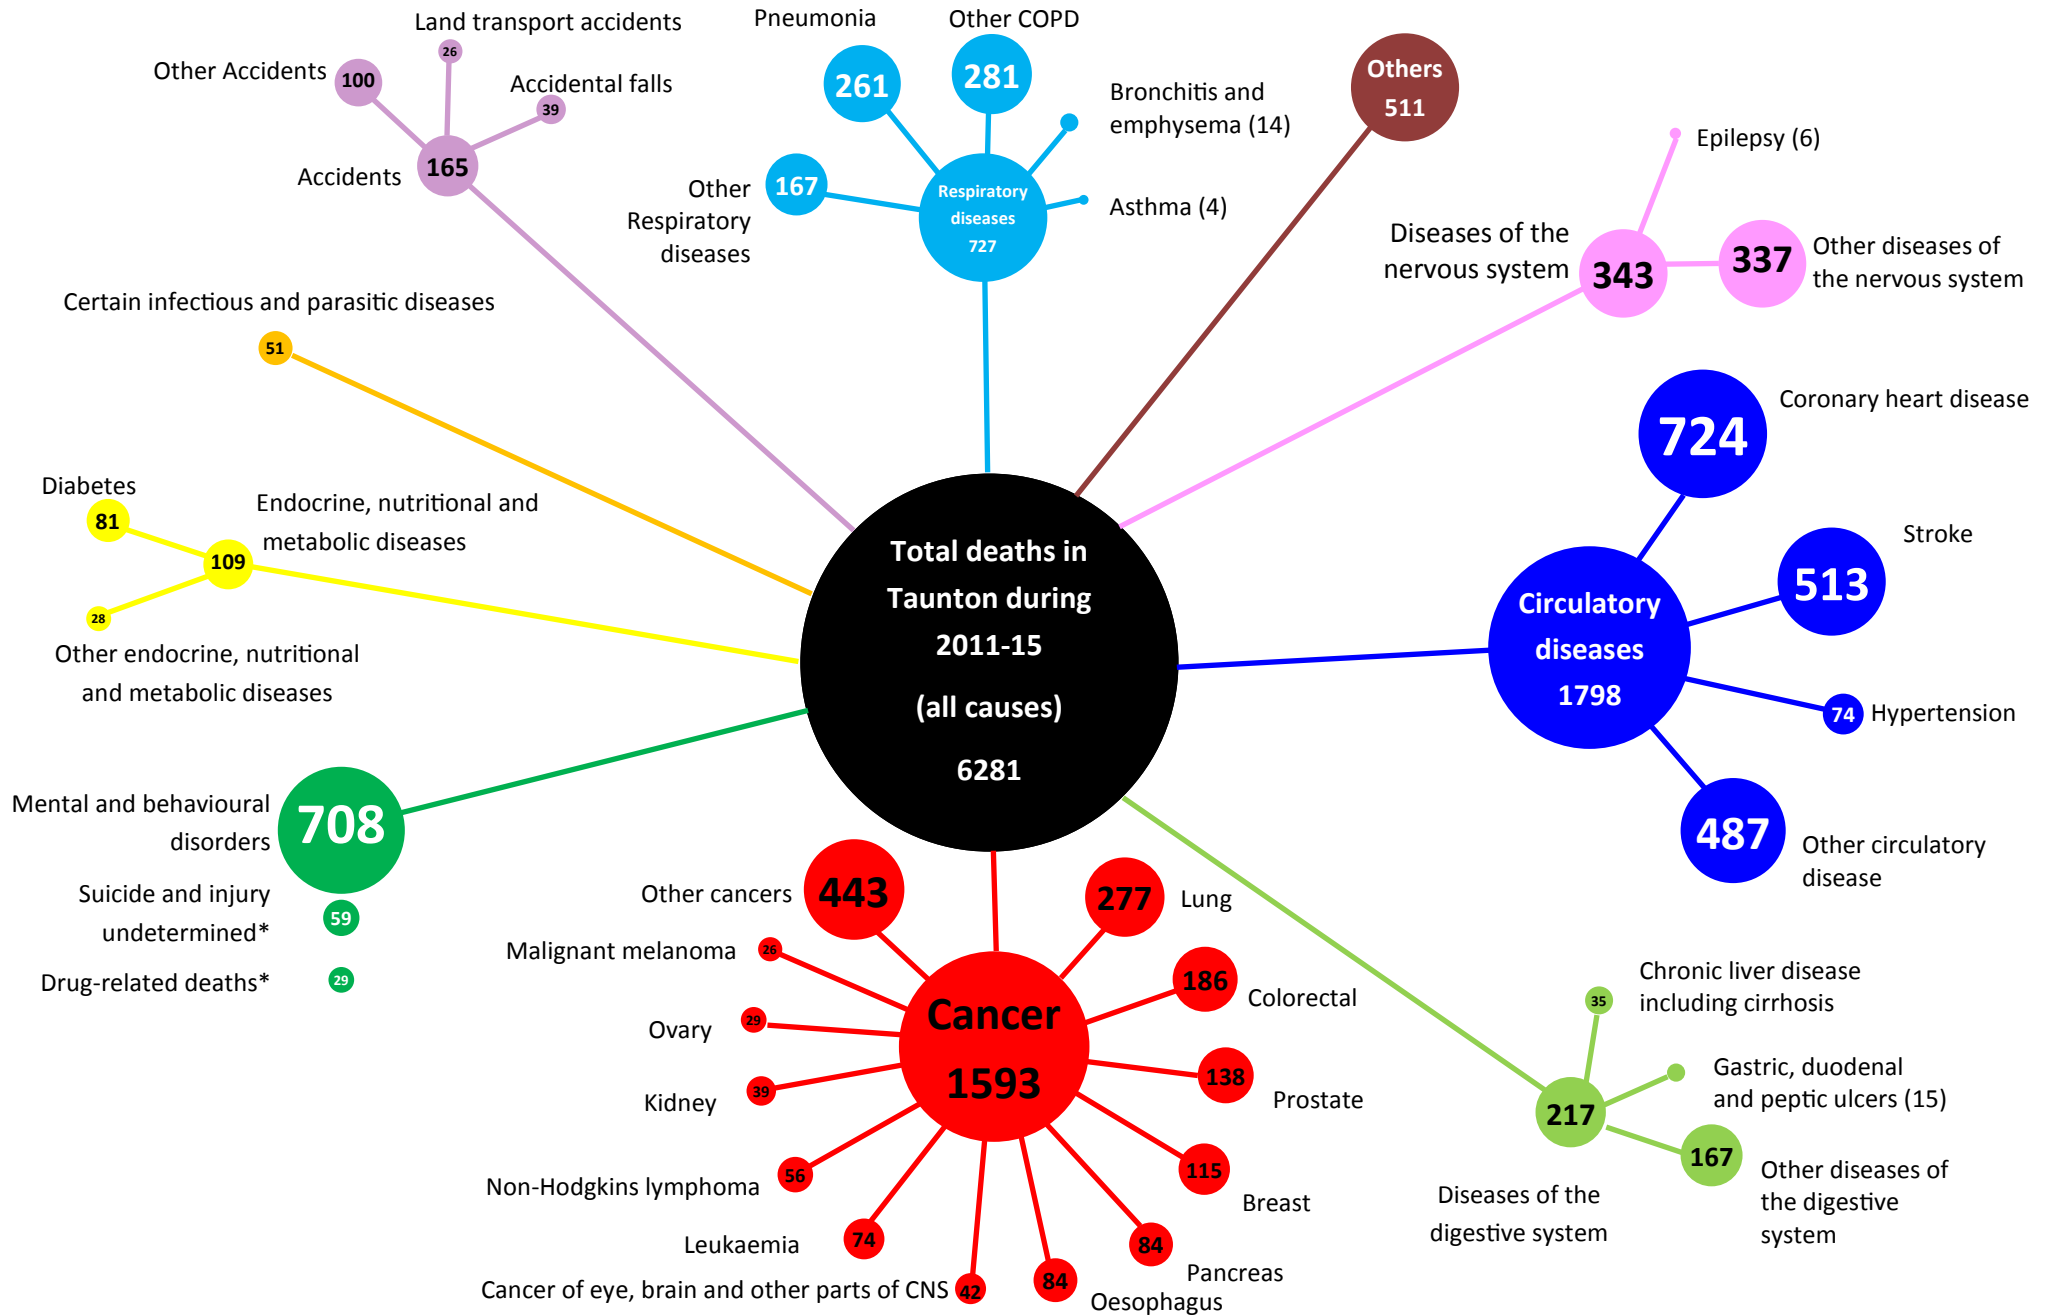 Land transport accidents
26
Other Accidents
100
Accidental falls
39
Accidents
165
Pneumonia
261
Other COPD
281
Bronchitis and
emphysema (14)
Asthma (4)
Other
Respiratory
diseases
167
Respiratory
diseases
727
Others
511
Epilepsy (6)
Diseases of the
nervous system
343
337
Other diseases of
the nervous system
Certain infectious and parasitic diseases
51
Diabetes
81
Endocrine, nutritional and
metabolic diseases
109
28
Other endocrine, nutritional
and metabolic diseases
Total deaths in
Taunton during
2011-15
(all causes)
6281
Coronary heart disease
724
Stroke
513
Circulatory
diseases
1798
74
Hypertension
487
Other circulatory
disease
Mental and behavioural
disorders
708
Suicide and injury
undetermined*
59
Drug-related deaths*
29
Other cancers
443
277
Lung
Malignant melanoma
26
186
Colorectal
Ovary
29
Cancer
1593
Kidney
39
138
Prostate
Non-Hodgkins lymphoma
56
115
Breast
Leukaemia
74
84
Pancreas
Cancer of eye, brain and other parts of CNS
42
84
Oesophagus
Chronic liver disease
including cirrhosis
35
Gastric, duodenal
and peptic ulcers (15)
217
167
Other diseases of
the digestive
system
Diseases of the
digestive system